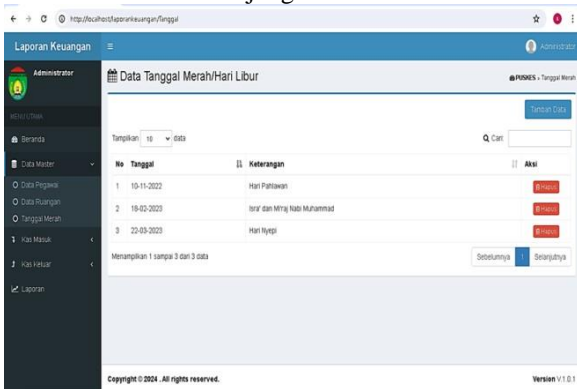 http://localhost/laporankeuangan/Tanggal
Laporan Keuangan
Administrator
Administrator
MENU UTAMA
Beranda
Data Master
Data Pegawai
Data Ruangan
Tanggal Merah
Kas Masuk
Kas Keluar
Laporan
Data Tanggal Merah/Hari Libur
PUSKES › Tanggal Merah
Tambah Data
Tampilkan 10 data
Cari:
No Tanggal Keterangan Aksi
1 10-11-2022 Hari Pahlawan Hapus
2 18-02-2023 Isra' dan Mi'raj Nabi Muhammad Hapus
3 22-03-2023 Hari Nyepi Hapus
Menampilkan 1 sampai 3 dari 3 data
Sebelumnya 1 Selanjutnya
Copyright © 2024 . All rights reserved.
Version V.1.0.1